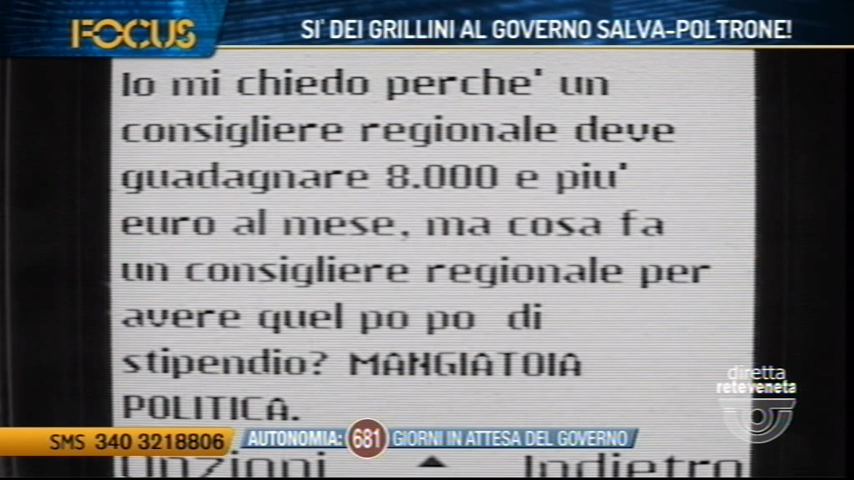 FOCUS
SI' DEI GRILLINI AL GOVERNO SALVA-POLTRONE!
Io mi chiedo perche' un
consigliere regionale deve
guadagnare 8.000 e piu'
euro al mese, ma cosa fa
un consigliere regionale per
avere quel po po di
stipendio? MANGIATOIA
POLITICA.
diretta
reteveneta
SMS 340 3218806
AUTONOMIA: 681 GIORNI IN ATTESA DEL GOVERNO
Opzioni Indietro